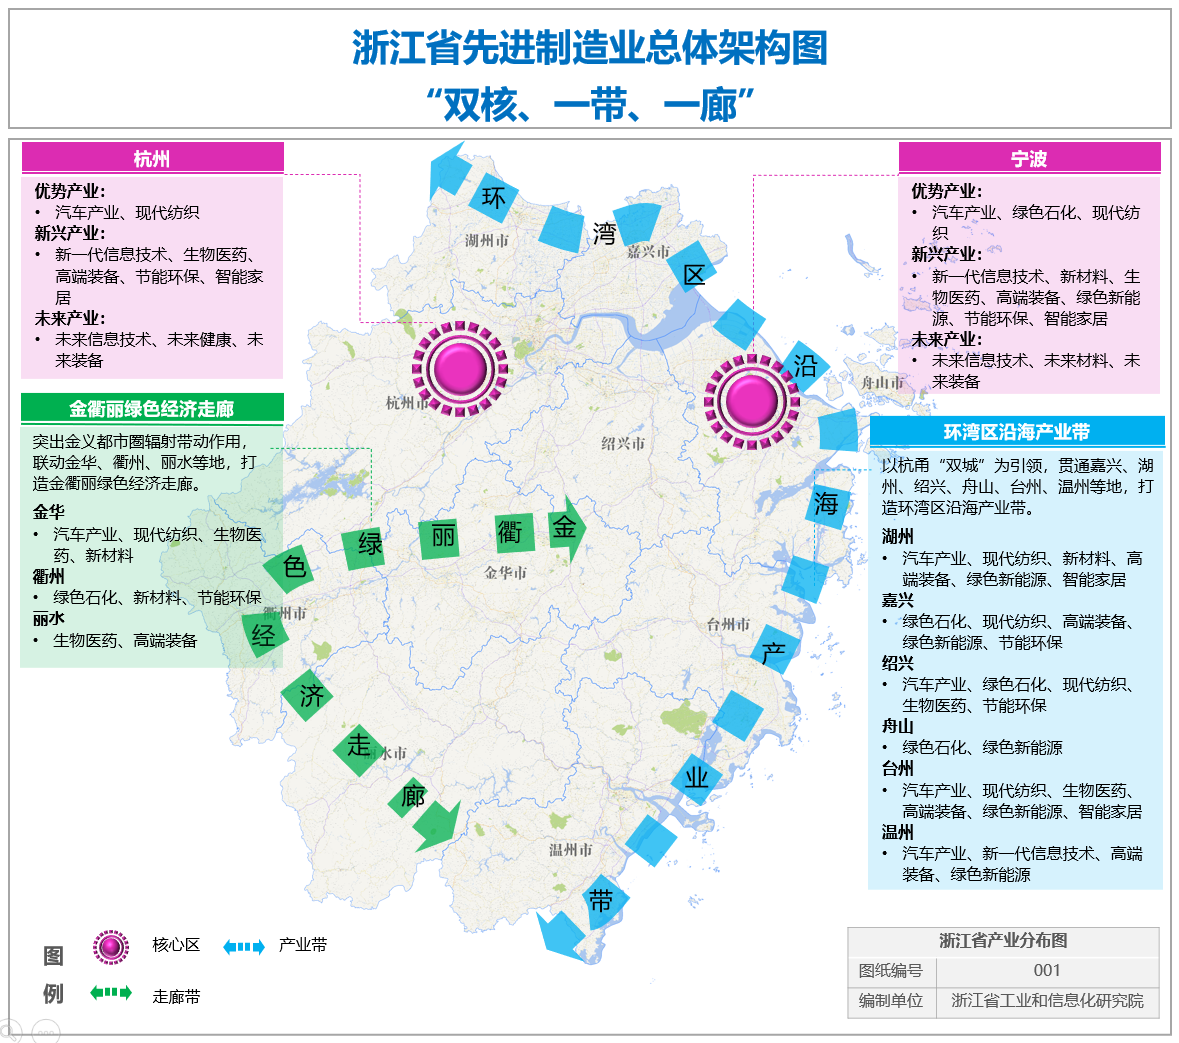 浙江省先进制造业总体架构图
“双核、一带、一廊”
杭州
优势产业：
• 汽车产业、现代纺织
新兴产业：
• 新一代信息技术、生物医药、
高端装备、节能环保、智能家
居
未来产业：
• 未来信息技术、未来健康、未
来装备
宁波
优势产业：
• 汽车产业、绿色石化、现代纺
织
新兴产业：
• 新一代信息技术、新材料、生
物医药、高端装备、绿色新能
源、节能环保、智能家居
未来产业：
• 未来信息技术、未来材料、未
来装备
金衢丽绿色经济走廊
突出金义都市圈辐射带动作用，
联动金华、衢州、丽水等地，打
造金衢丽绿色经济走廊。
金华
• 汽车产业、现代纺织、生物医
药、新材料
衢州
• 绿色石化、新材料、节能环保
丽水
• 生物医药、高端装备
环湾区沿海产业带
以杭甬“双城”为引领，贯通嘉兴、湖
州、绍兴、舟山、台州、温州等地，打
造环湾区沿海产业带。
湖州
• 汽车产业、现代纺织、新材料、高
端装备、绿色新能源、智能家居
嘉兴
• 绿色石化、现代纺织、高端装备、
绿色新能源、节能环保
绍兴
• 汽车产业、绿色石化、现代纺织、
生物医药、节能环保
舟山
• 绿色石化、绿色新能源
台州
• 汽车产业、现代纺织、生物医药、
高端装备、绿色新能源、智能家居
温州
• 汽车产业、新一代信息技术、高端
装备、绿色新能源
环
湾
区
沿
海
产
业
带
湖州市
嘉兴市
杭州市
绍兴市
舟山市
金华市
衢州市
台州市
丽水市
温州市
金
衢
丽
绿
色
经
济
走
廊
图
例
核心区
产业带
走廊带
浙江省产业分布图
图纸编号 001
编制单位 浙江省工业和信息化研究院